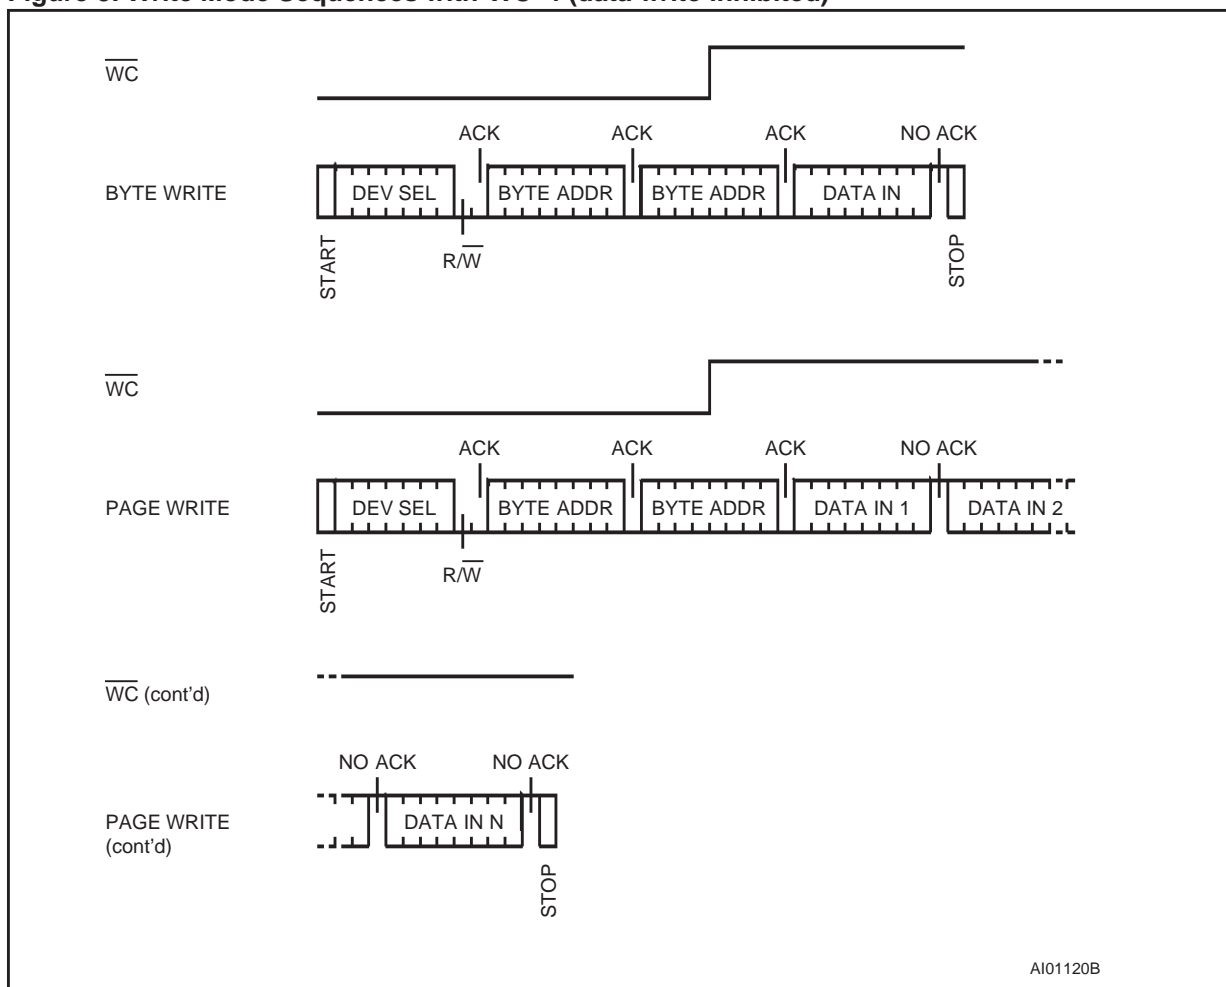 WC
ACK ACK ACK NO ACK
BYTE WRITE DEV SEL BYTE ADDR BYTE ADDR DATA IN
R/W
START
STOP
WC
ACK ACK ACK NO ACK
PAGE WRITE DEV SEL BYTE ADDR BYTE ADDR DATA IN 1 DATA IN 2
R/W
START
WC (cont'd)
NO ACK NO ACK
PAGE WRITE
(cont'd)
DATA IN N
STOP
AI01120B